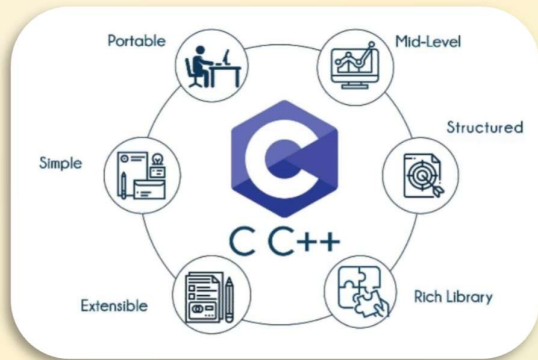 Portable
Mid-Level
Simple
Structured
C
C C++
Extensible
Rich Library